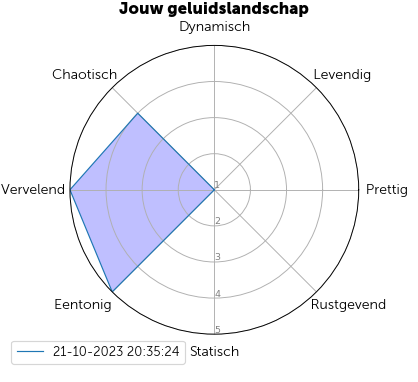 Jouw geluidslandschap
Dynamisch
Chaotisch
Levendig
Vervelend
1
Prettig
2
3
4
Eentonig
Rustgevend
5
21-10-2023 20:35:24
Statisch